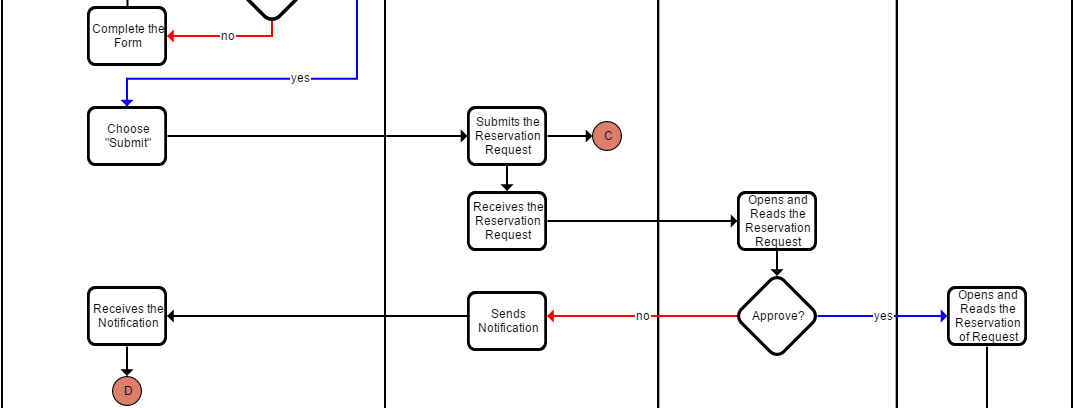 Complete the
Form
no
yes
Choose
"Submit"
Submits the
Reservation
Request
C
Receives the
Reservation
Request
Opens and
Reads the
Reservation
Request
Receives the
Notification
Sends
Notification
no
Approve?
yes
Opens and
Reads the
Reservation
of Request
D